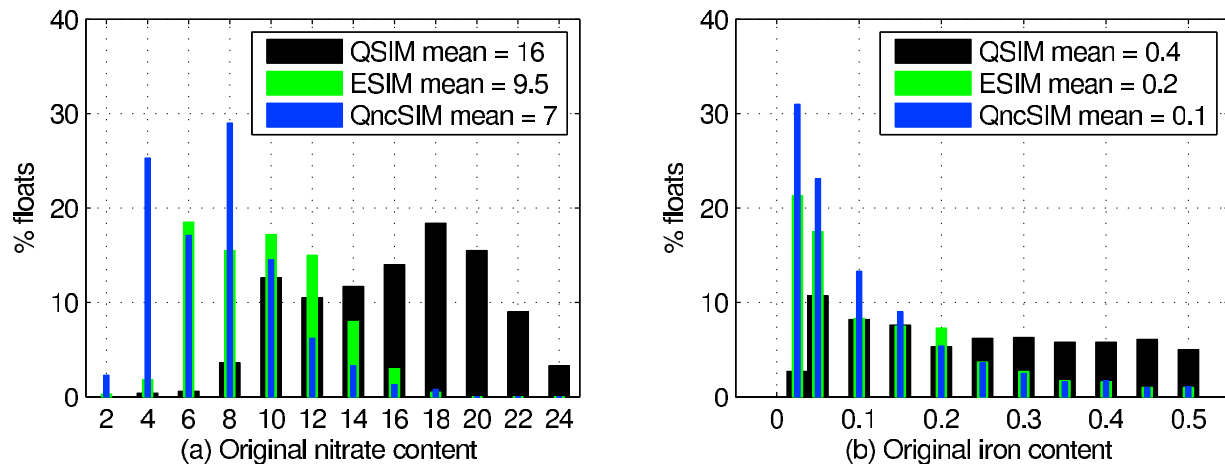 40
30
20
10
0
% floats
QSIM mean = 16
ESIM mean = 9.5
QncSIM mean = 7
2 4 6 8 10 12 14 16 18 20 22 24
(a) Original nitrate content
40
30
20
10
0
% floats
QSIM mean = 0.4
ESIM mean = 0.2
QncSIM mean = 0.1
0 0.1 0.2 0.3 0.4 0.5
(b) Original iron content